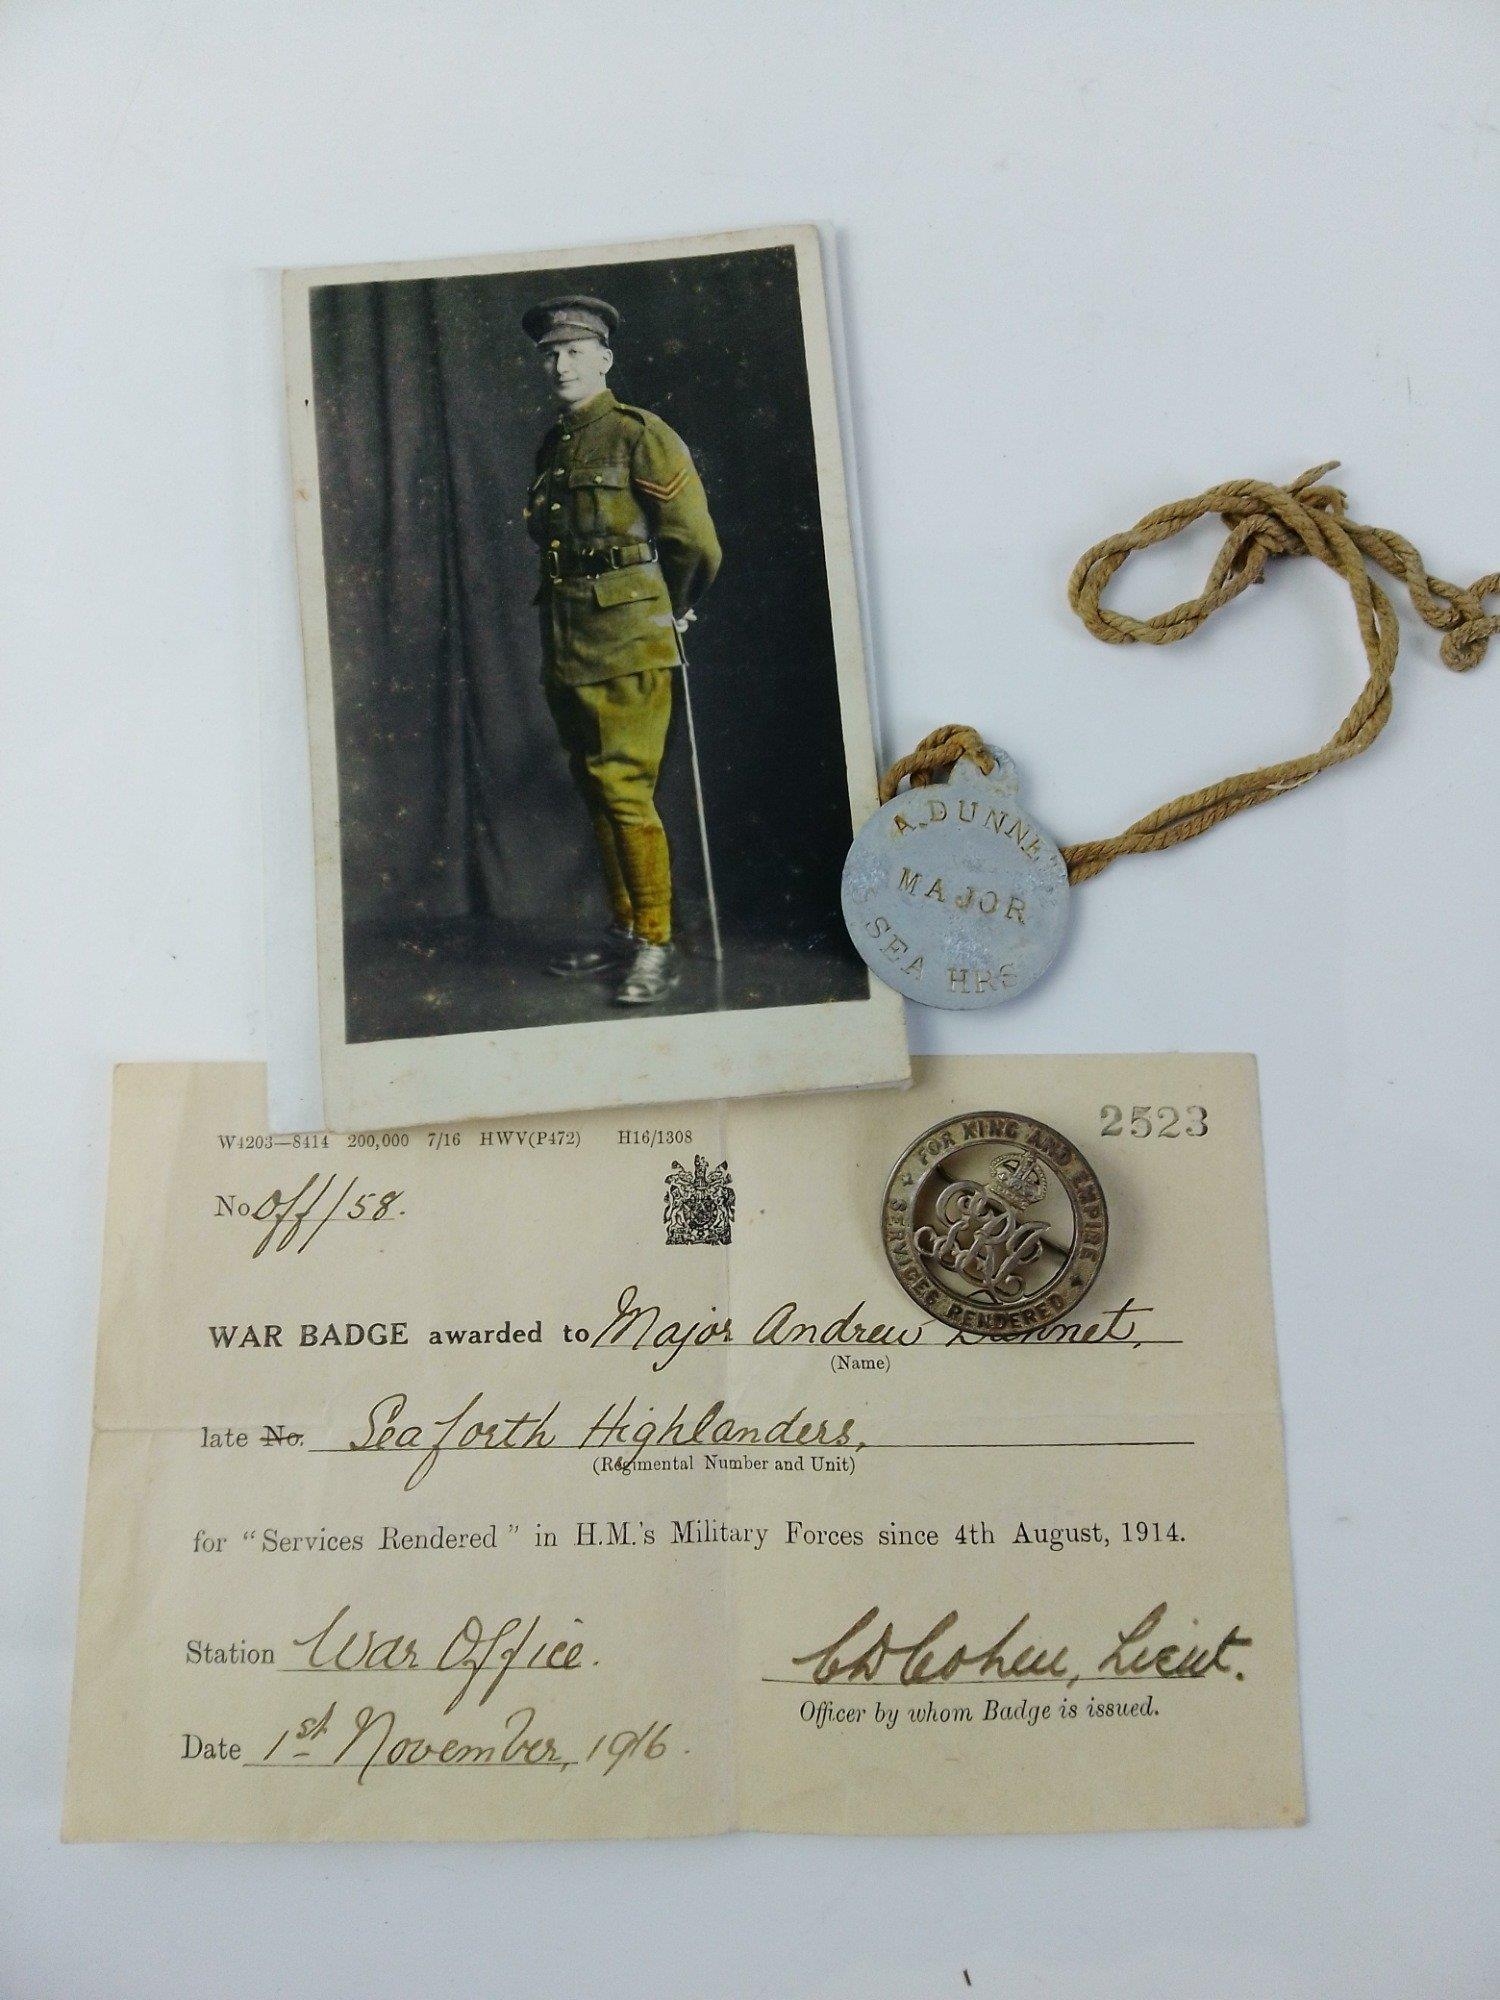 A. DUNNE
MAJOR
SEA HRS
W4203—8414 200,000 7/16 HWV(P472) H16/1308
2523
No Off/58.
FOR KING AND EMPIRE
SERVICES RENDERED
WAR BADGE awarded to Major Andrew Dunnet,
(Name)
late No. Seaforth Highlanders,
(Regimental Number and Unit)
for "Services Rendered" in H.M.'s Military Forces since 4th August, 1914.
Station War Office.
C D Cohen, Lieut.
Officer by whom Badge is issued.
Date 1st November, 1916.